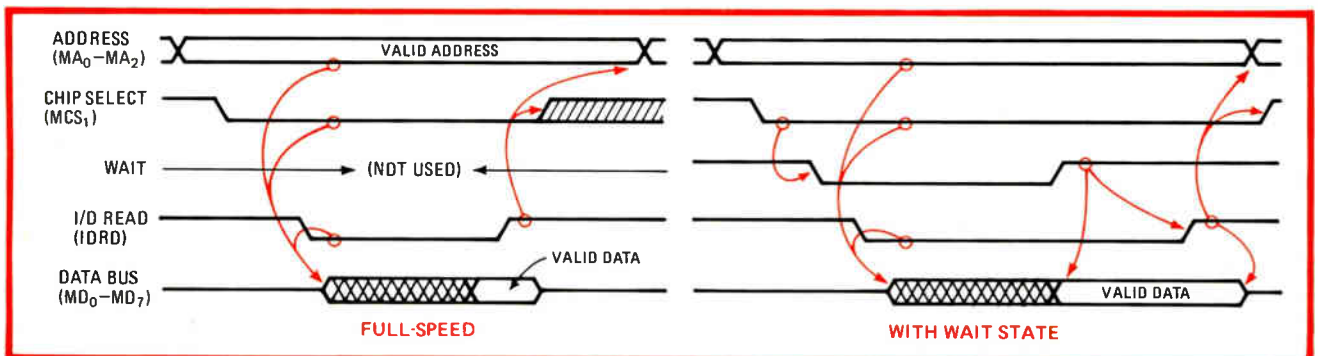 ADDRESS
(MA0–MA2)
VALID ADDRESS
CHIP SELECT
(MCS1)
WAIT
(NDT USED)
I/D READ
(IDRD)
DATA BUS
(MD0–MD7)
VALID DATA
FULL-SPEED
VALID DATA
WITH WAIT STATE